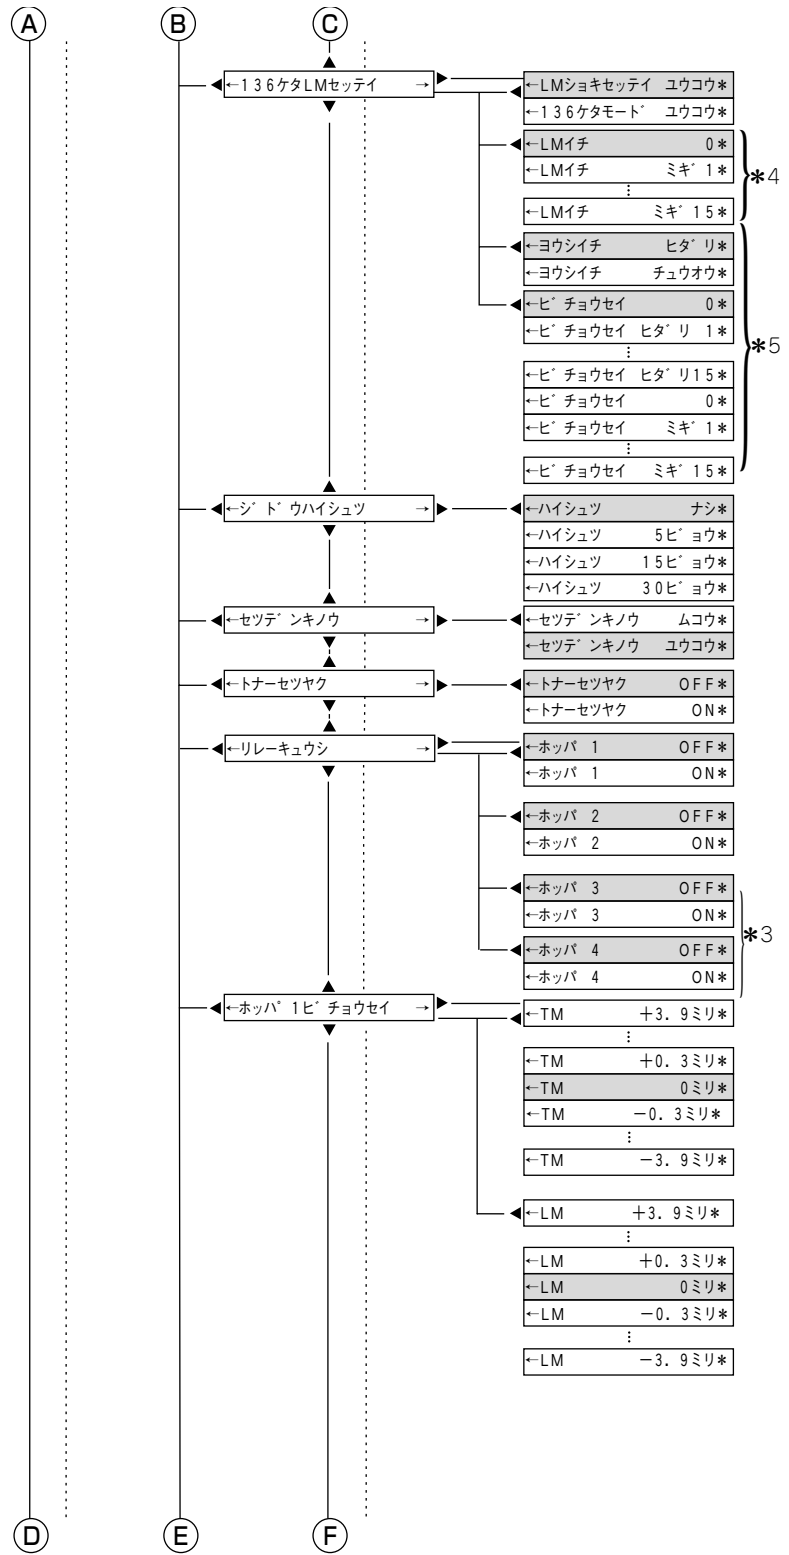 A B C
←136ケタLMセッテイ →
←LMショキセッテイ ユウコウ*
←136ケタモード ユウコウ*
←LMイチ 0*
←LMイチ ミギ 1*
⋮
←LMイチ ミギ15*
*4
←ヨウシイチ ヒダリ*
←ヨウシイチ チュウオウ*
←ビチョウセイ 0*
←ビチョウセイ ヒダリ 1*
⋮
←ビチョウセイ ヒダリ15*
←ビチョウセイ 0*
←ビチョウセイ ミギ 1*
⋮
←ビチョウセイ ミギ15*
*5
←ジドウハイシュツ →
←ハイシュツ ナシ*
←ハイシュツ 5ビョウ*
←ハイシュツ 15ビョウ*
←ハイシュツ 30ビョウ*
←セツデンキノウ →
←セツデンキノウ ムコウ*
←セツデンキノウ ユウコウ*
←トナーセツヤク →
←トナーセツヤク OFF*
←トナーセツヤク ON*
←リレーキュウシ →
←ホッパ 1 OFF*
←ホッパ 1 ON*
←ホッパ 2 OFF*
←ホッパ 2 ON*
←ホッパ 3 OFF*
←ホッパ 3 ON*
←ホッパ 4 OFF*
←ホッパ 4 ON*
*3
←ホッパ1ビチョウセイ →
←TM +3.9ミリ*
⋮
←TM +0.3ミリ*
←TM 0ミリ*
←TM −0.3ミリ*
⋮
←TM −3.9ミリ*
←LM +3.9ミリ*
⋮
←LM +0.3ミリ*
←LM 0ミリ*
←LM −0.3ミリ*
⋮
←LM −3.9ミリ*
D E F